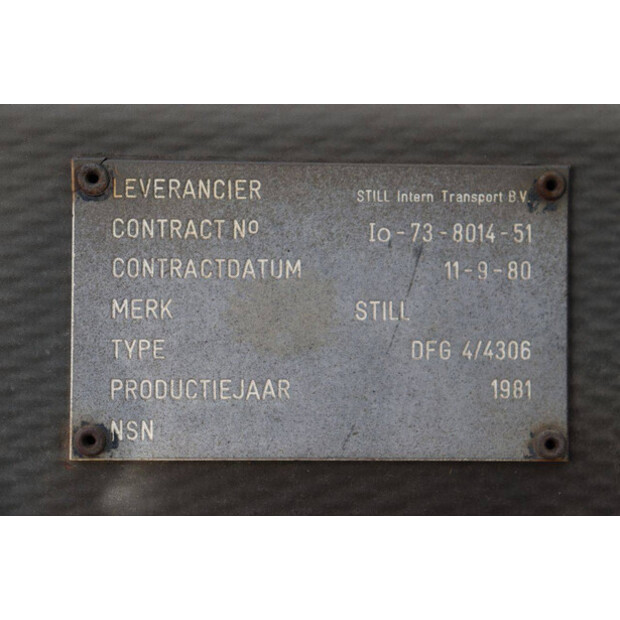 LEVERANCIER STILL Intern Transport B.V.
CONTRACT Nº Io-73-8014-51
CONTRACTDATUM 11-9-80
MERK STILL
TYPE DFG 4/4306
PRODUCTIEJAAR 1981
NSN